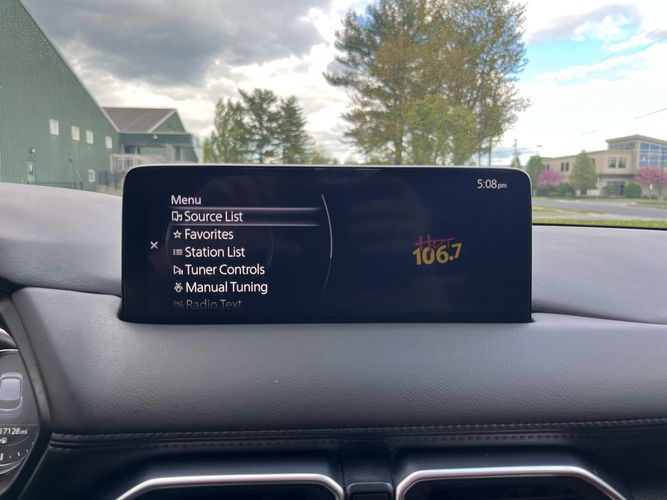 5:08pm
Menu
Source List
Favorites
Station List
Tuner Controls
Manual Tuning
Radio Text
HOT
106.7